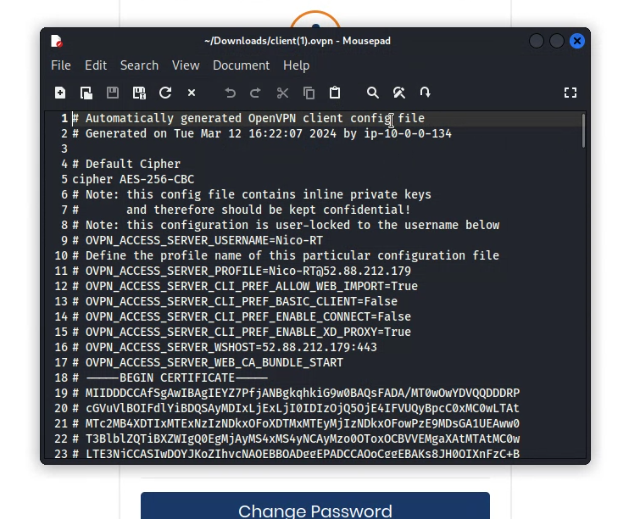 ~/Downloads/client(1).ovpn - Mousepad
File Edit Search View Document Help
1 # Automatically generated OpenVPN client config file
2 # Generated on Tue Mar 12 16:22:07 2024 by ip-10-0-0-134
3
4 # Default Cipher
5 cipher AES-256-CBC
6 # Note: this config file contains inline private keys
7 # and therefore should be kept confidential!
8 # Note: this configuration is user-locked to the username below
9 # OVPN_ACCESS_SERVER_USERNAME=Nico-RT
10 # Define the profile name of this particular configuration file
11 # OVPN_ACCESS_SERVER_PROFILE=Nico-RT@52.88.212.179
12 # OVPN_ACCESS_SERVER_CLI_PREF_ALLOW_WEB_IMPORT=True
13 # OVPN_ACCESS_SERVER_CLI_PREF_BASIC_CLIENT=False
14 # OVPN_ACCESS_SERVER_CLI_PREF_ENABLE_CONNECT=False
15 # OVPN_ACCESS_SERVER_CLI_PREF_ENABLE_XD_PROXY=True
16 # OVPN_ACCESS_SERVER_WSHOST=52.88.212.179:443
17 # OVPN_ACCESS_SERVER_WEB_CA_BUNDLE_START
18 # -----BEGIN CERTIFICATE-----
19 #
20 #
21 #
22 #
23 #
Change Password